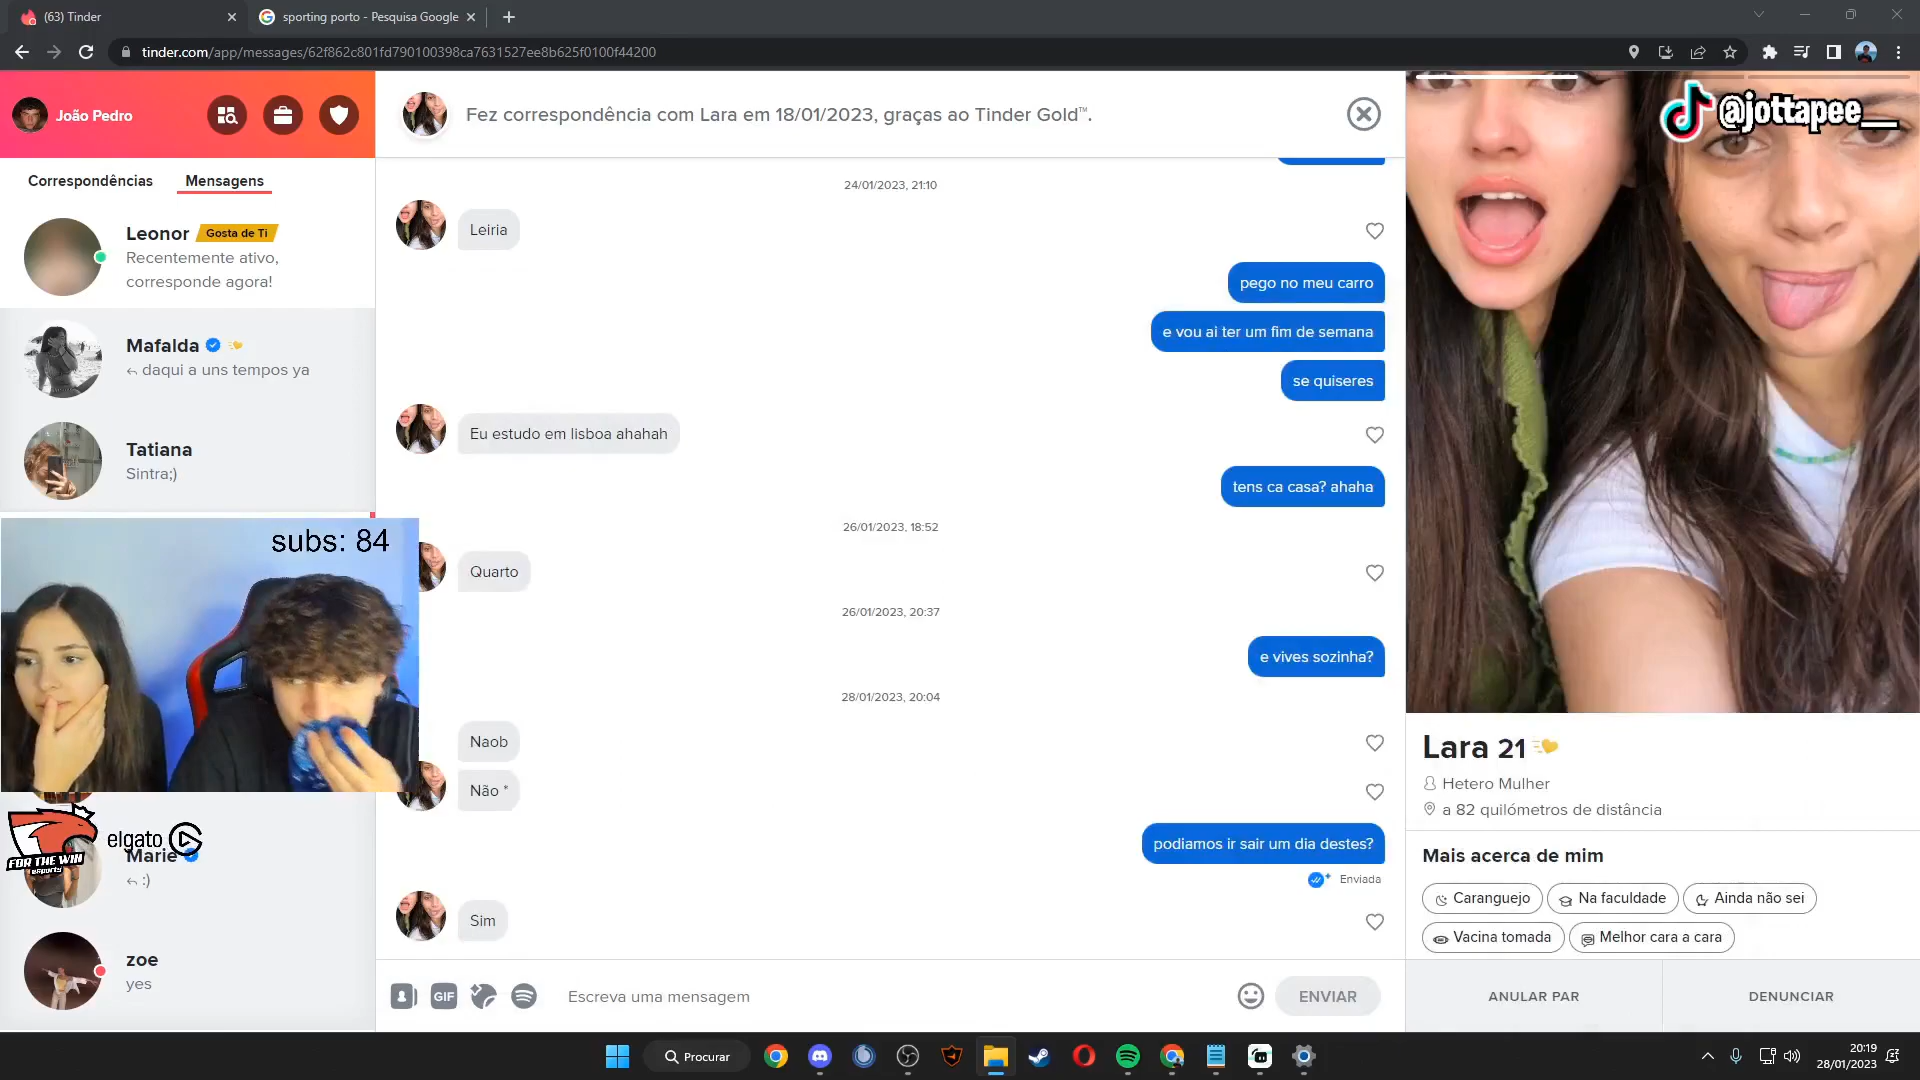 (63) Tinder
sporting porto - Pesquisa Google
tinder.com/app/messages/62f862c801fd790100398ca7631527ee8b625f0100f44200
João Pedro
Fez correspondência com Lara em 18/01/2023, graças ao Tinder Gold™.
@jottapee__
Correspondências
Mensagens
24/01/2023, 21:10
Leiria
Leonor Gosta de Ti
Recentemente ativo,
corresponde agora!
pego no meu carro
e vou ai ter um fim de semana
se quiseres
Mafalda
daqui a uns tempos ya
Eu estudo em lisboa ahahah
Tatiana
Sintra;)
tens ca casa? ahaha
26/01/2023, 18:52
subs: 84
Quarto
26/01/2023, 20:37
e vives sozinha?
28/01/2023, 20:04
Naob
Não *
podiamos ir sair um dia destes?
Enviada
Sim
FOR THE WIN
esports
elgato
Marie
:)
zoe
yes
GIF
Escreva uma mensagem
ENVIAR
Lara 21
Hetero Mulher
a 82 quilómetros de distância
Mais acerca de mim
Caranguejo
Na faculdade
Ainda não sei
Vacina tomada
Melhor cara a cara
ANULAR PAR
DENUNCIAR
Procurar
20:19
28/01/2023